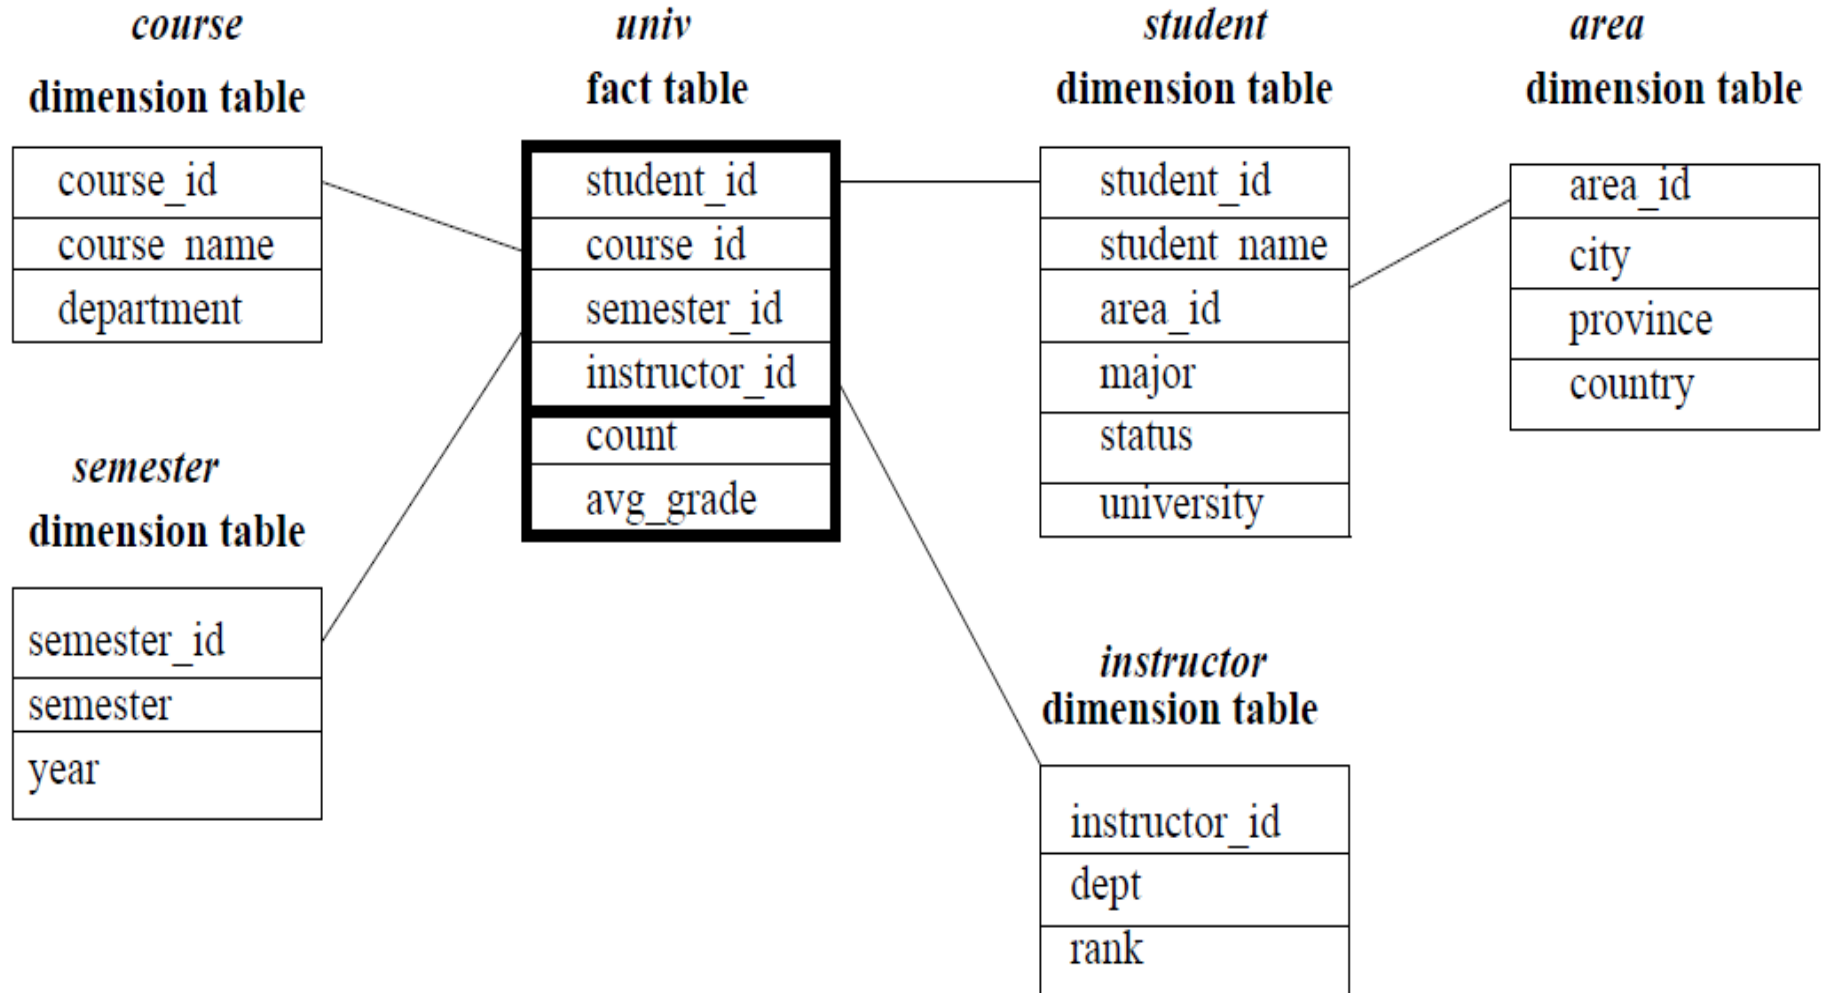 course
dimension table
course_id
course_name
department
semester
dimension table
semester_id
semester
year
univ
fact table
student_id
course_id
semester_id
instructor_id
count
avg_grade
student
dimension table
student_id
student_name
area_id
major
status
university
instructor
dimension table
instructor_id
dept
rank
area
dimension table
area_id
city
province
country